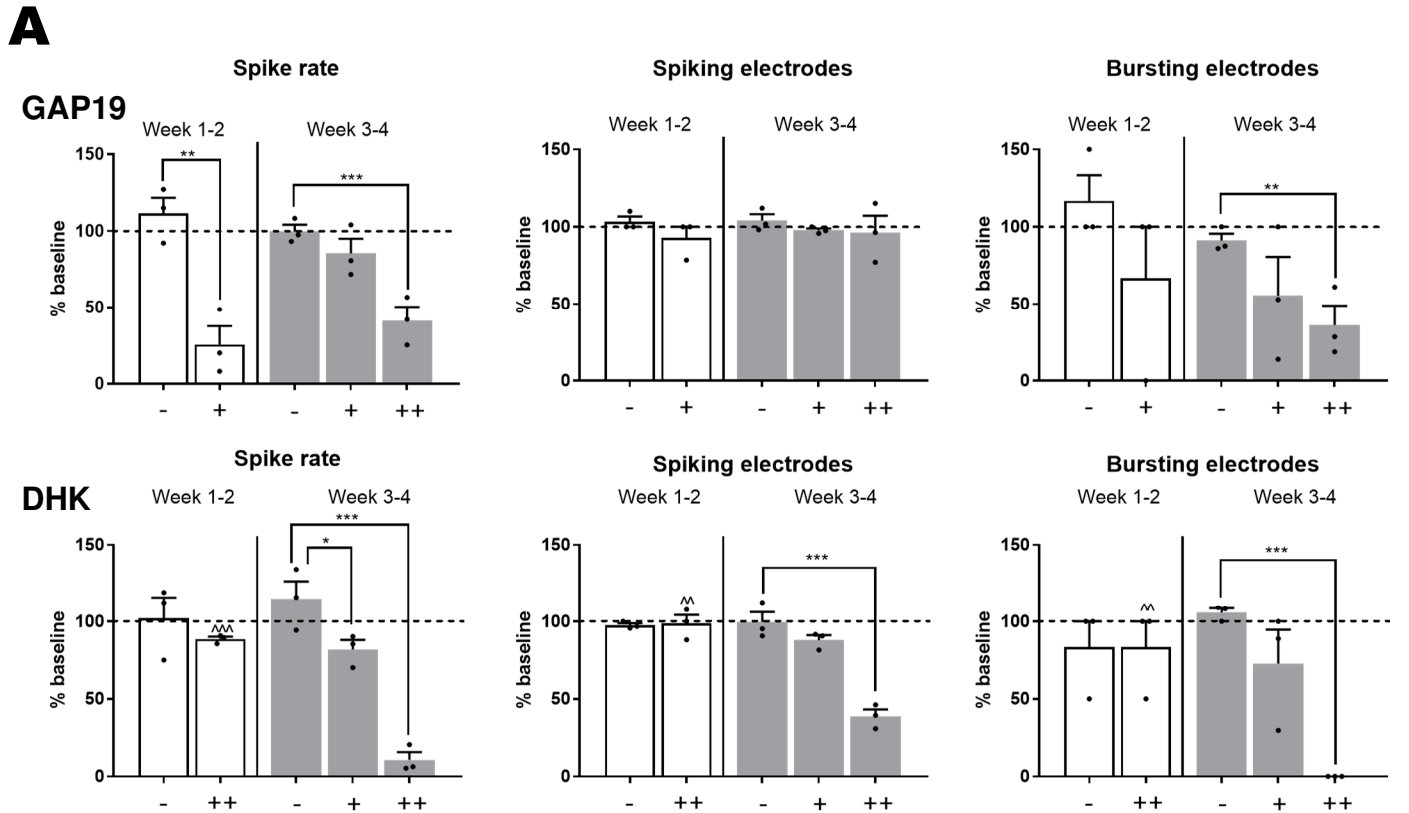 A
GAP19
Spike rate
Week 1-2 Week 3-4
% baseline
150
100
50
0
**
***
- + - + ++
Spiking electrodes
Week 1-2 Week 3-4
% baseline
150
100
50
0
- + - + ++
Bursting electrodes
Week 1-2 Week 3-4
% baseline
150
100
50
0
**
- + - + ++
DHK
Spike rate
Week 1-2 Week 3-4
% baseline
150
100
50
0
^^^
***
*
- ++ - + ++
Spiking electrodes
Week 1-2 Week 3-4
% baseline
150
100
50
0
^^
***
- ++ - + ++
Bursting electrodes
Week 1-2 Week 3-4
% baseline
150
100
50
0
^^
***
- ++ - + ++